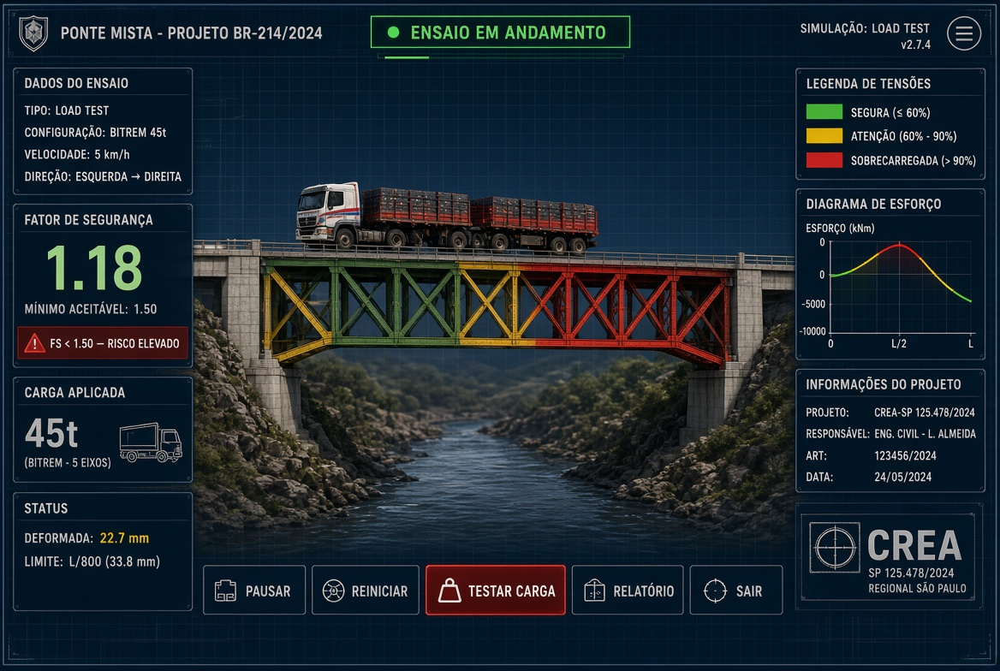 PONTE MISTA - PROJETO BR-214/2024
ENSAIO EM ANDAMENTO
SIMULAÇÃO: LOAD TEST
v2.7.4
DADOS DO ENSAIO
TIPO: LOAD TEST
CONFIGURAÇÃO: BITREM 45t
VELOCIDADE: 5 km/h
DIREÇÃO: ESQUERDA → DIREITA
FATOR DE SEGURANÇA
1.18
MÍNIMO ACEITÁVEL: 1.50
FS < 1.50 — RISCO ELEVADO
CARGA APLICADA
45t
(BITREM - 5 EIXOS)
STATUS
DEFORMADA: 22.7 mm
LIMITE: L/800 (33.8 mm)
PAUSAR
REINICIAR
TESTAR CARGA
RELATÓRIO
SAIR
LEGENDA DE TENSÕES
SEGURA (≤ 60%)
ATENÇÃO (60% - 90%)
SOBRECARREGADA (> 90%)
DIAGRAMA DE ESFORÇO
ESFORÇO (kNm)
0
0
-5000
-10000
0 L/2 L
INFORMAÇÕES DO PROJETO
PROJETO: CREA-SP 125.478/2024
RESPONSÁVEL: ENG. CIVIL - L. ALMEIDA
ART: 123456/2024
DATA: 24/05/2024
CREA
SP 125.478/2024
REGIONAL SÃO PAULO